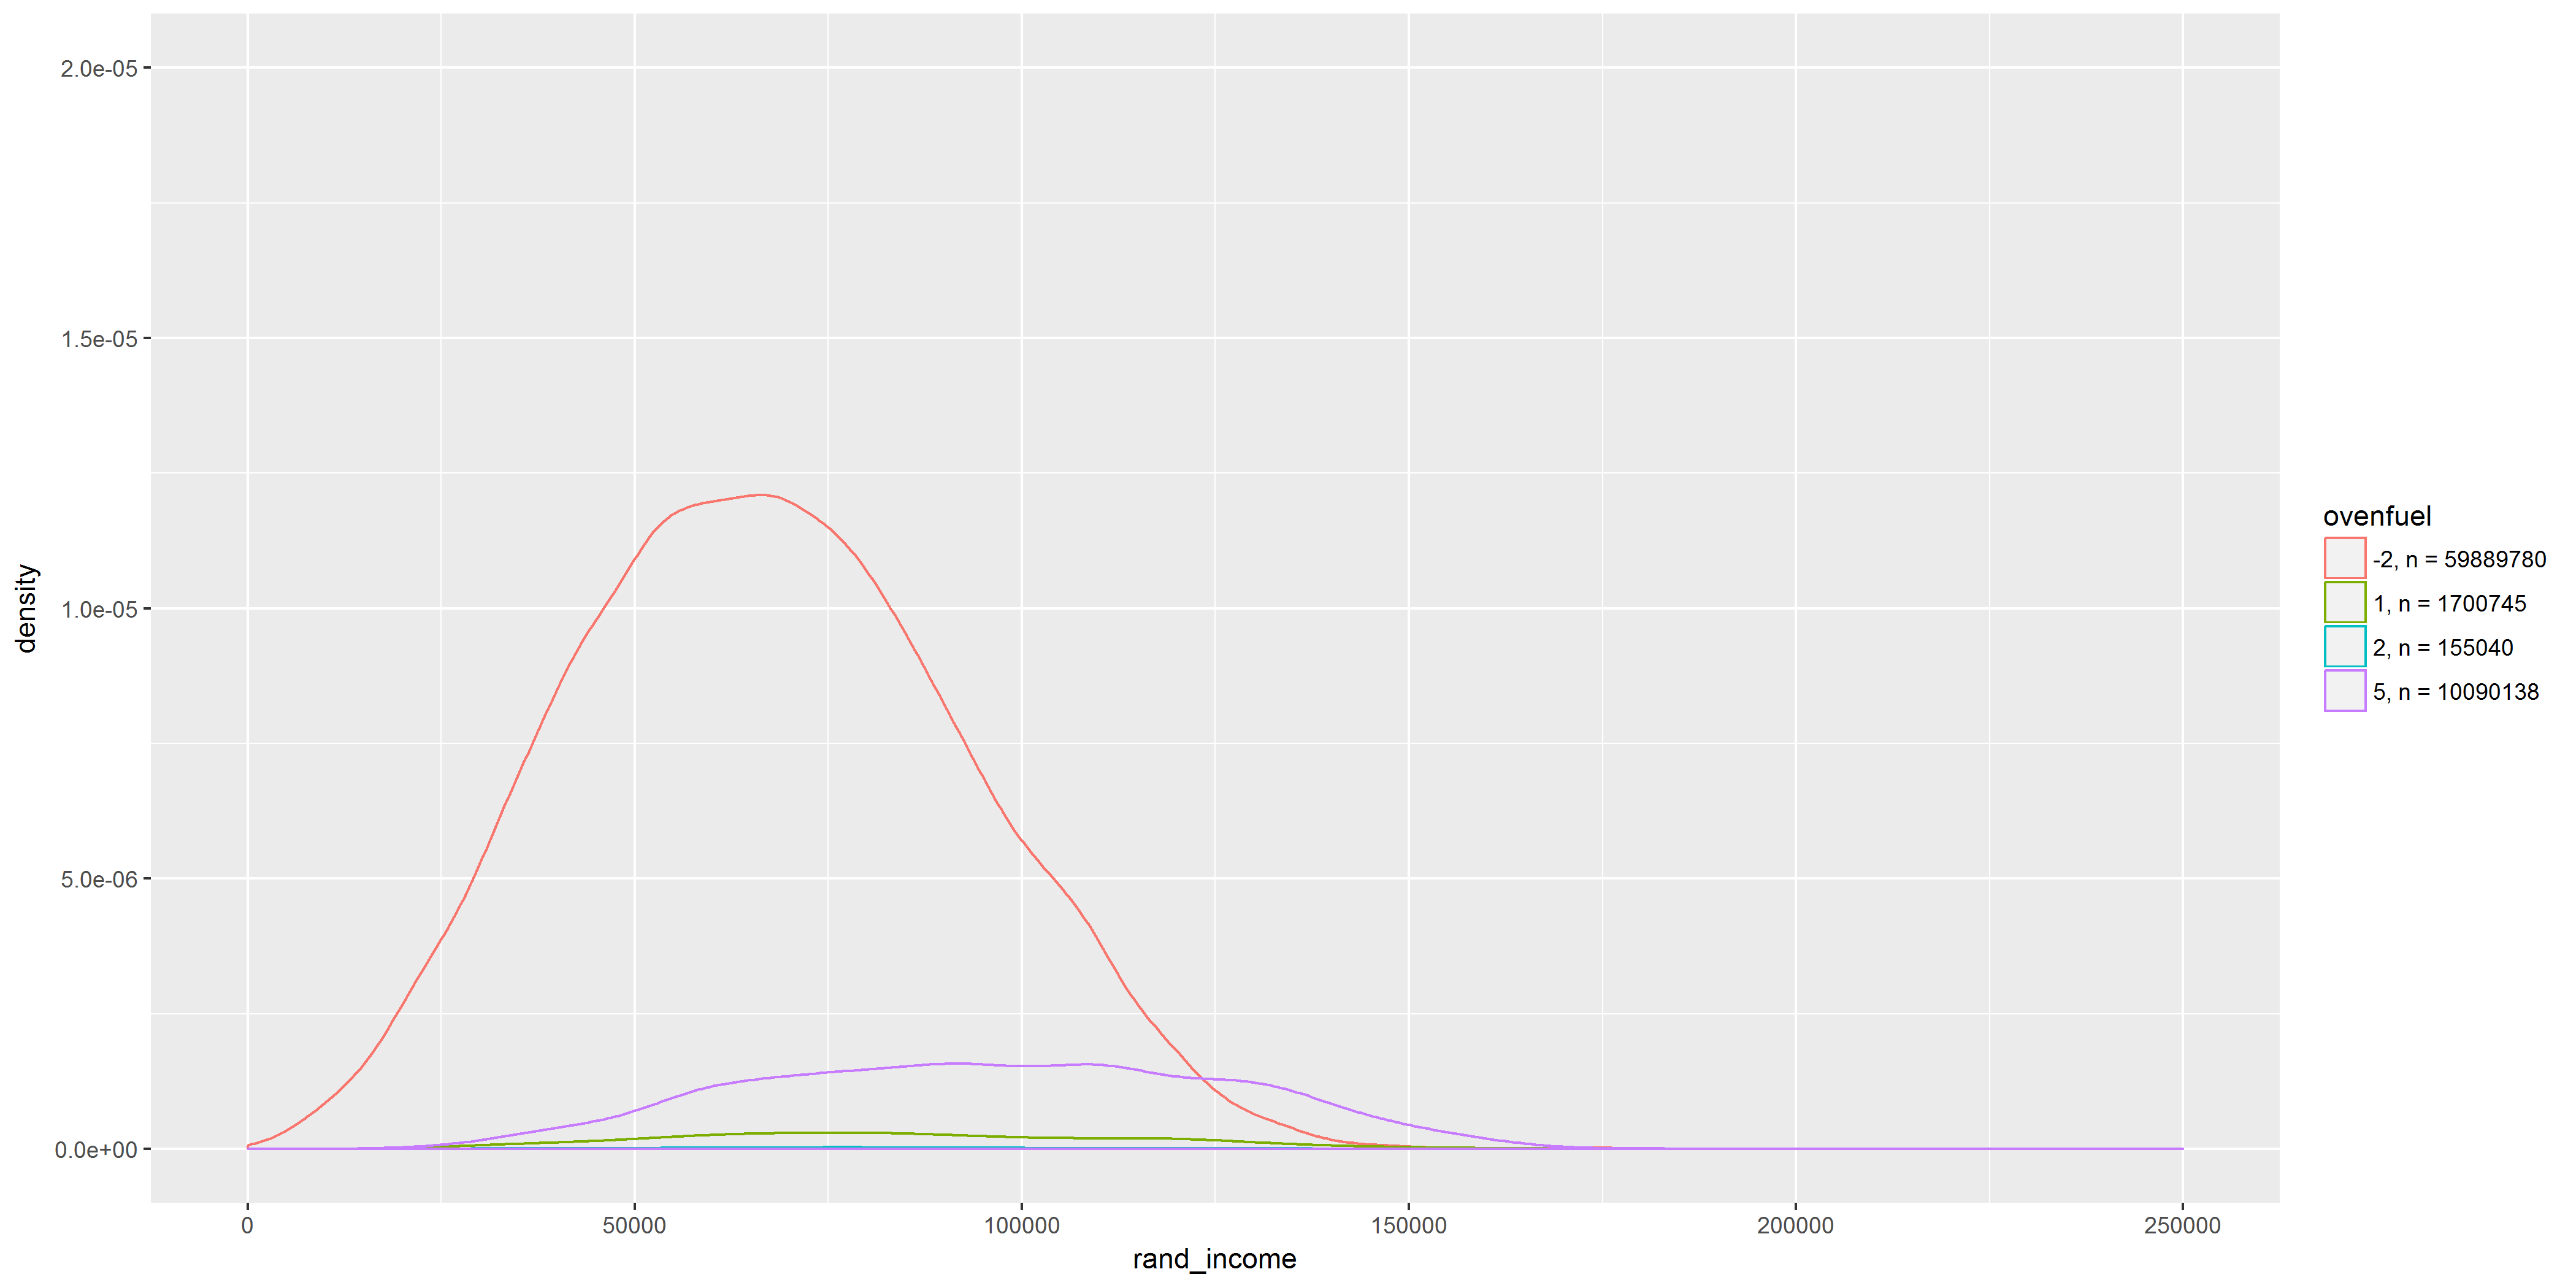 2.0e-05
1.5e-05
1.0e-05
5.0e-06
0.0e+00
density
0 50000 100000 150000 200000 250000
rand_income
ovenfuel
-2, n = 59889780
1, n = 1700745
2, n = 155040
5, n = 10090138